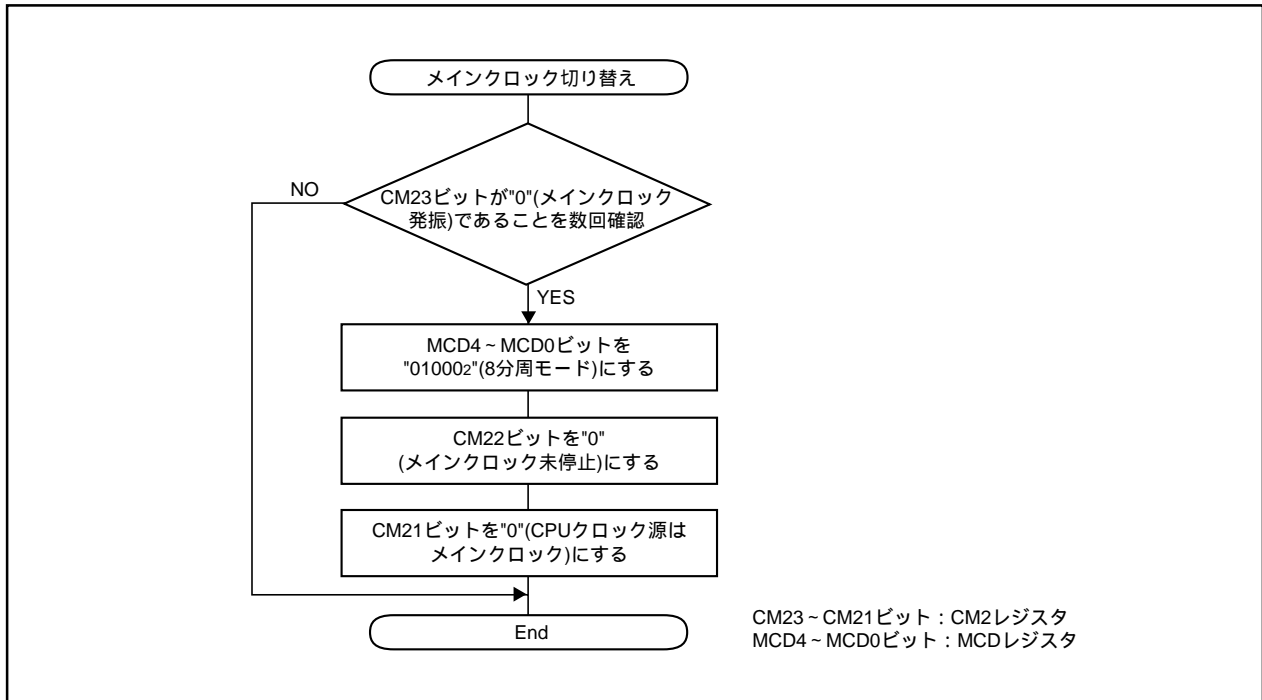 メインクロック切り替え
CM23ビットが"0"(メインクロック
発振)であることを数回確認
NO
YES
MCD4～MCD0ビットを
"010002"(8分周モード)にする
CM22ビットを"0"
(メインクロック未停止)にする
CM21ビットを"0"(CPUクロック源は
メインクロック)にする
End
CM23～CM21ビット：CM2レジスタ
MCD4～MCD0ビット：MCDレジスタ